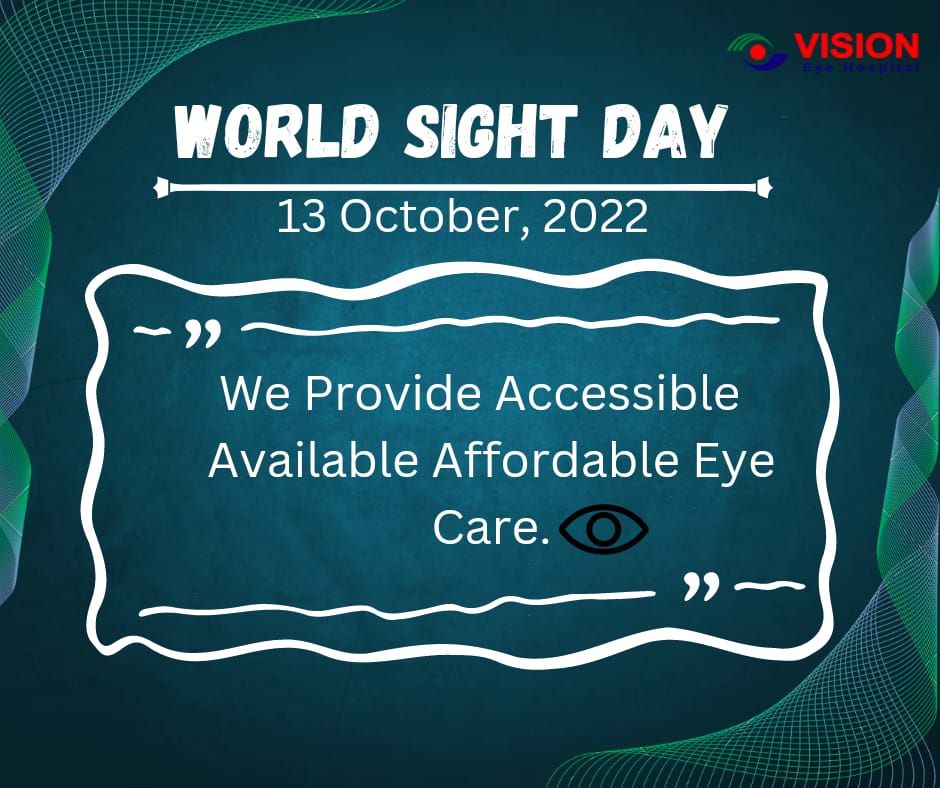 VISION
Eye Hospital
WORLD SIGHT DAY
13 October, 2022
”
We Provide Accessible
Available Affordable Eye
Care.
”